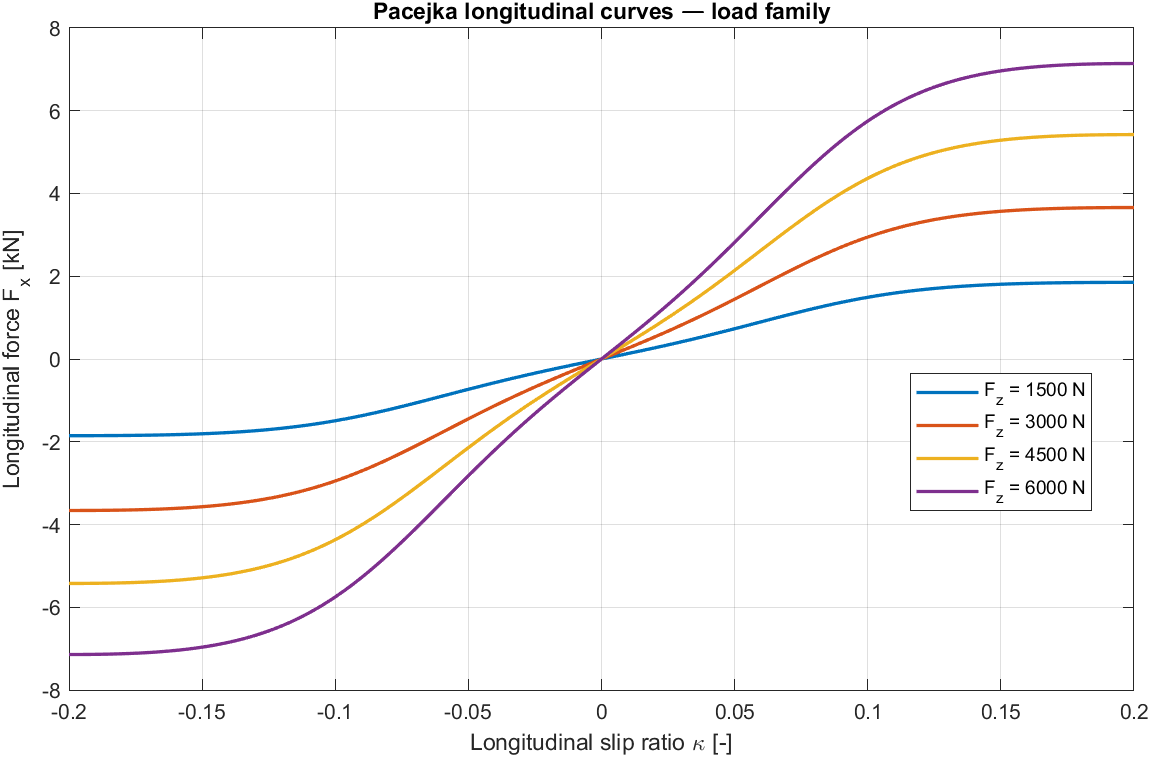 Pacejka longitudinal curves — load family
Longitudinal force F_x [kN]
8
6
4
2
0
-2
-4
-6
-8
F_z = 1500 N
F_z = 3000 N
F_z = 4500 N
F_z = 6000 N
-0.2 -0.15 -0.1 -0.05 0 0.05 0.1 0.15 0.2
Longitudinal slip ratio κ [-]